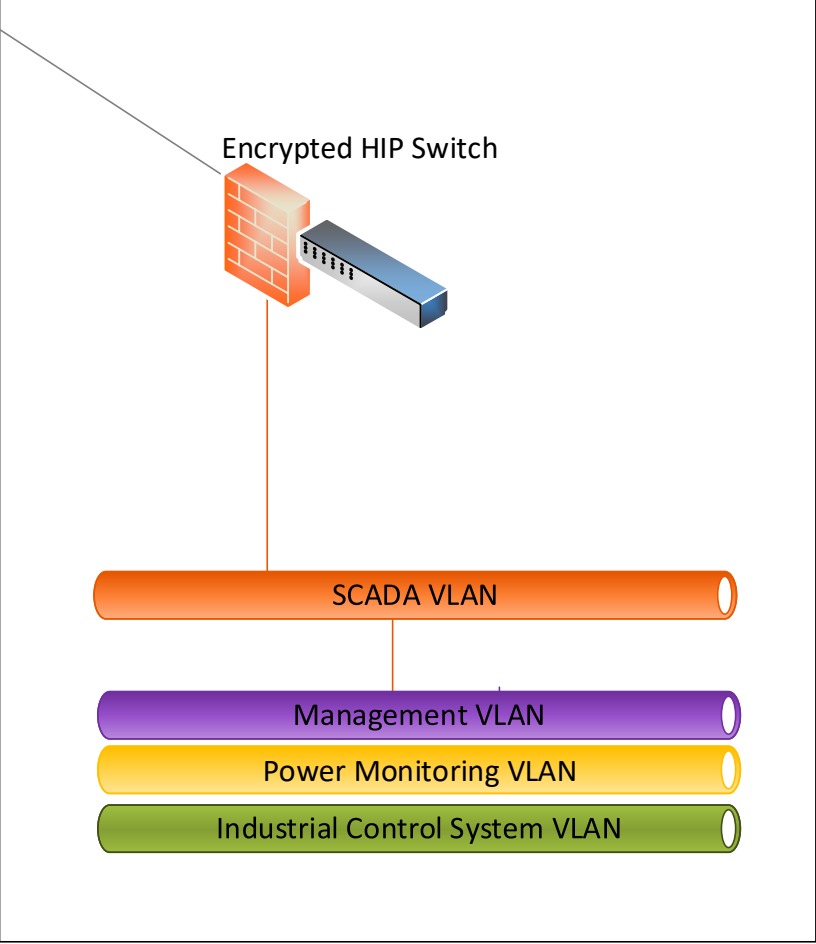 Encrypted HIP Switch
SCADA VLAN
Management VLAN
Power Monitoring VLAN
Industrial Control System VLAN